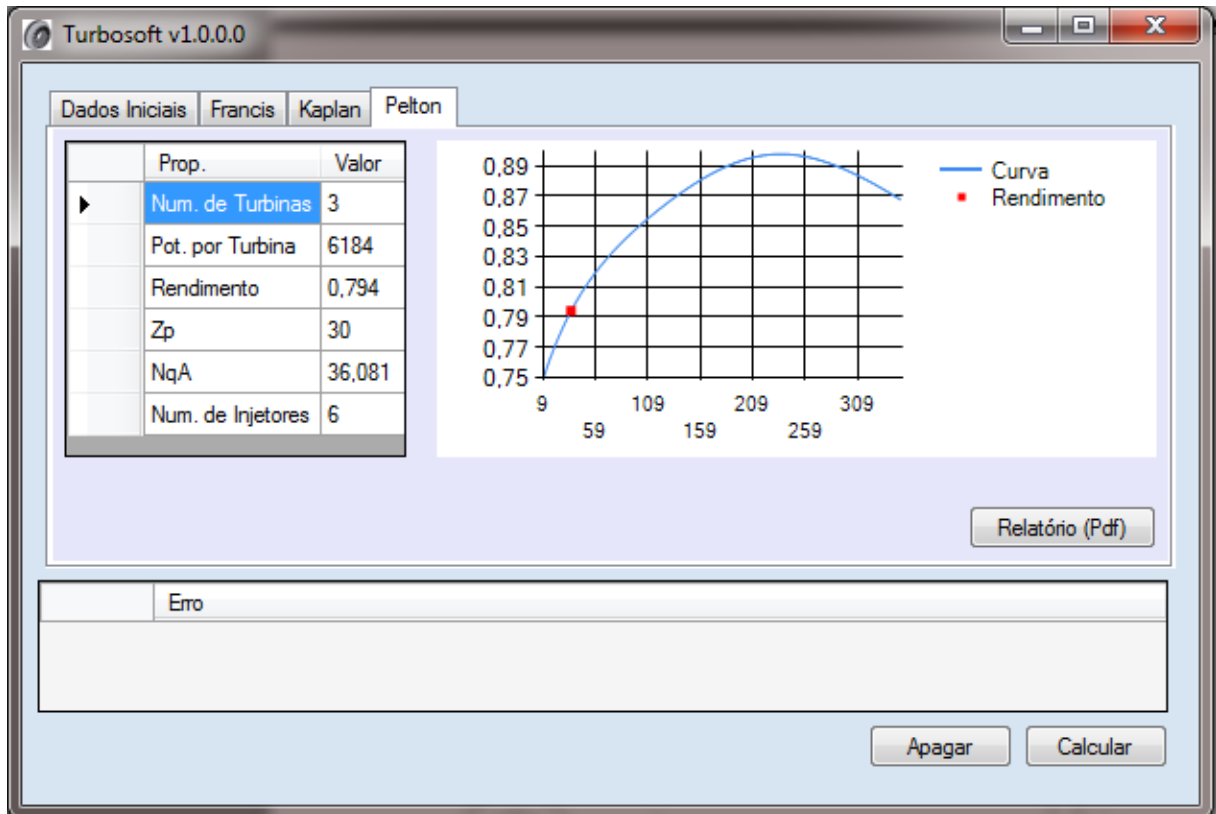 Turbosoft v1.0.0.0
Dados Iniciais Francis Kaplan Pelton
Prop. Valor
Num. de Turbinas 3
Pot. por Turbina 6184
Rendimento 0,794
Zp 30
NqA 36,081
Num. de Injetores 6
0,89
0,87
0,85
0,83
0,81
0,79
0,77
0,75
9 109 209 309
59 159 259
Curva
Rendimento
Relatório (Pdf)
Erro
Apagar Calcular